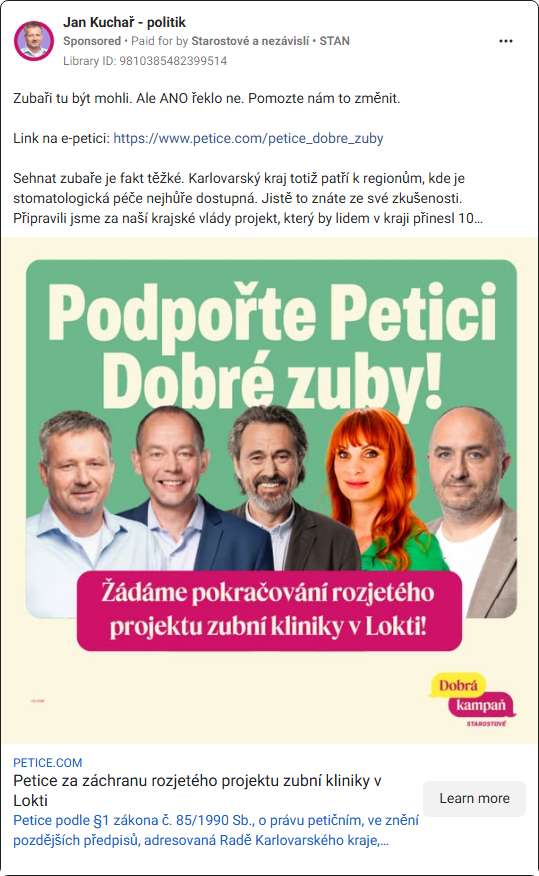 Jan Kuchař - politik
Sponsored • Paid for by Starostové a nezávislí • STAN
Library ID: 9810385482399514
Zubaři tu být mohli. Ale ANO řeklo ne. Pomozte nám to změnit.
Link na e-petici: https://www.petice.com/petice_dobre_zuby
Sehnat zubaře je fakt těžké. Karlovarský kraj totiž patří k regionům, kde je
stomatologická péče nejhůře dostupná. Jistě to znáte ze své zkušenosti.
Připravili jsme za naší krajské vlády projekt, který by lidem v kraji přinesl 10...
Podpořte Petici
Dobré zuby!
Žádáme pokračování rozjetého
projektu zubní kliniky v Lokti!
Dobrá
kampaň
STAROSTOVÉ
PETICE.COM
Petice za záchranu rozjetého projektu zubní kliniky v
Lokti
Learn more
Petice podle §1 zákona č. 85/1990 Sb., o právu petičním, ve znění
pozdějších předpisů, adresovaná Radě Karlovarského kraje,...